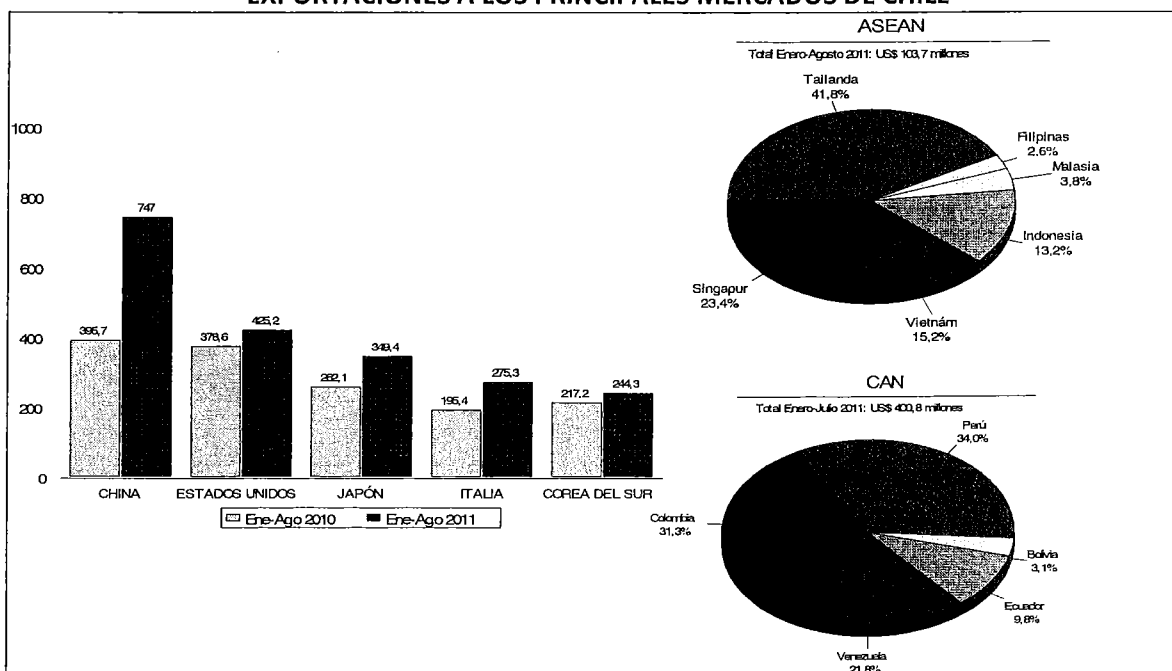 EXPORTACIONES A LOS PRINCIPALES MERCADOS DE CHILE
1000
800
600
400
200
0
395,7
747
378,6
425,2
262,1
349,4
195,4
275,3
217,2
244,3
CHINA
ESTADOS UNIDOS
JAPÓN
ITALIA
COREA DEL SUR
Ene-Ago 2010
Ene-Ago 2011
ASEAN
Total Enero-Agosto 2011: US$ 103,7 millones
Tailanda
41,8%
Filipinas
2,6%
Malasia
3,8%
Indonesia
13,2%
Vietnám
15,2%
Singapur
23,4%
CAN
Total Enero-Julio 2011: US$ 400,8 millones
Perú
34,0%
Bolivia
3,1%
Ecuador
9,8%
Venezuela
21,8%
Colombia
31,3%